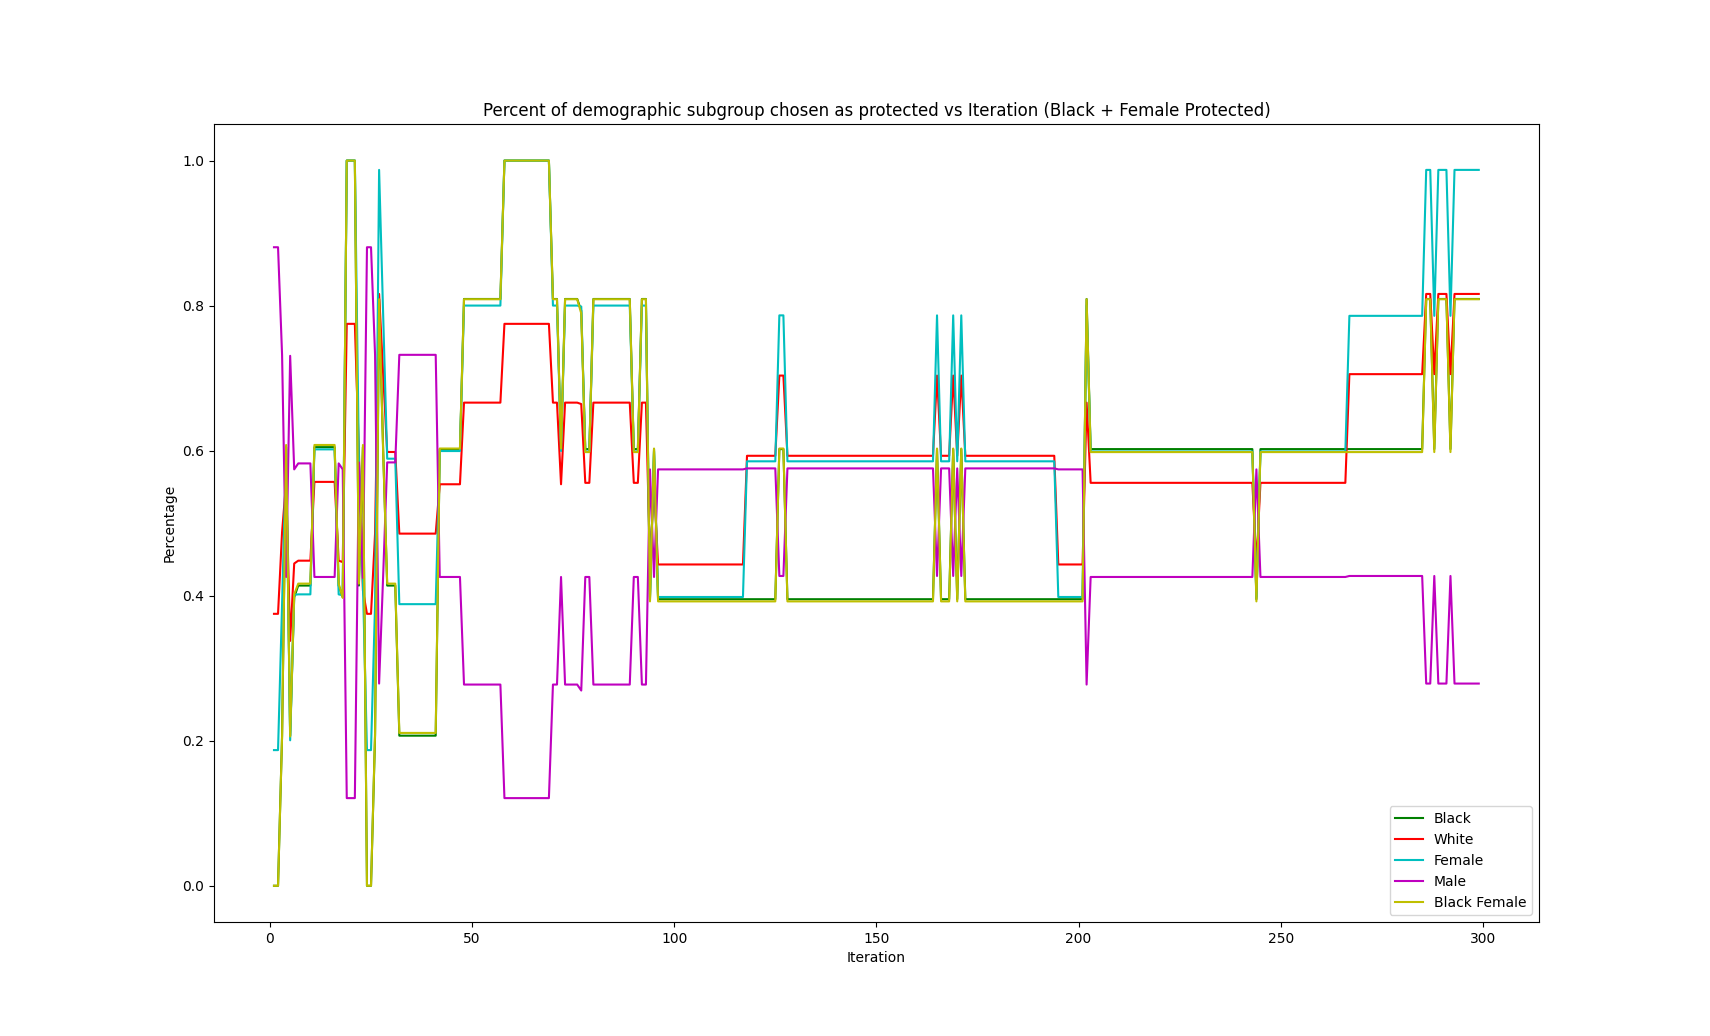 Percent of demographic subgroup chosen as protected vs Iteration (Black + Female Protected)
1.0
0.8
0.6
0.4
0.2
0.0
Percentage
0 50 100 150 200 250 300
Iteration
Black
White
Female
Male
Black Female